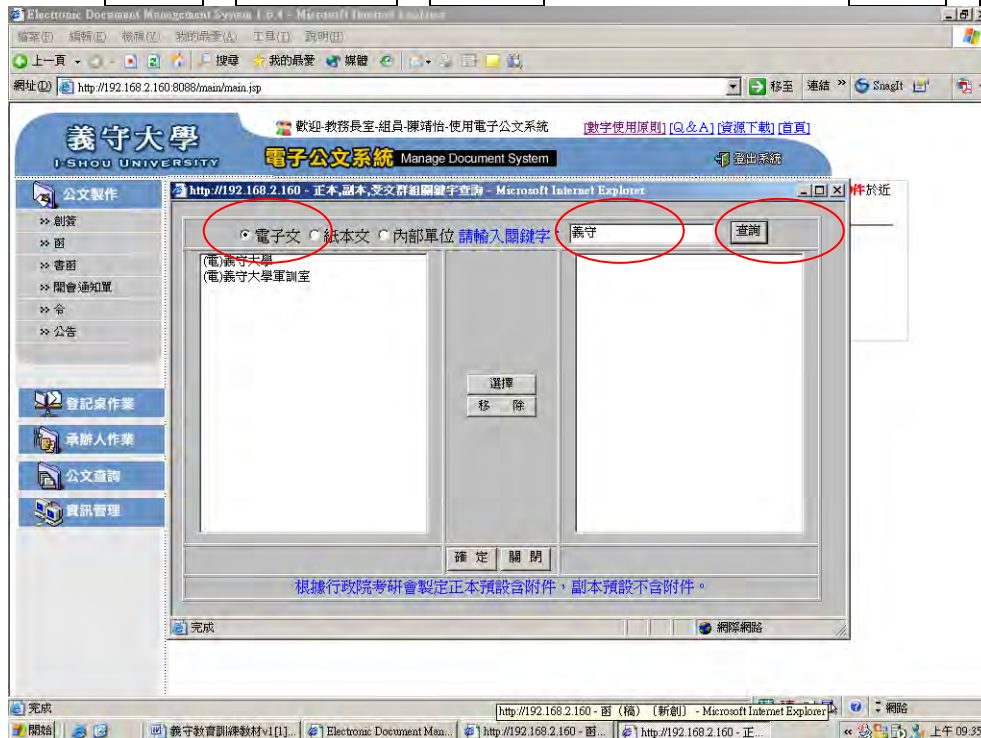 Electronic Document Management System 1.0.4 - Microsoft Internet Explorer
檔案(F) 編輯(E) 檢視(V) 我的最愛(A) 工具(T) 說明(H)
上一頁 搜尋 我的最愛 媒體
網址(D) http://192.168.2.160:8088/main/main.jsp 移至 連結 » SnagIt
義守大學
I-SHOU UNIVERSITY
歡迎-教務長室-組員-陳靖怡-使用電子公文系統 [數字使用原則] [Q&A] [資源下載] [首頁]
電子公文系統 Manage Document System 登出系統
公文製作
>> 創簽
>> 函
>> 書函
>> 開會通知單
>> 令
>> 公告
登記桌作業
承辦人作業
公文查詢
資訊管理
件於近
http://192.168.2.160 - 正本,副本,受文群組關鍵字查詢 - Microsoft Internet Explorer
電子文 紙本文 內部單位 請輸入關鍵字: 義守 查詢
(電)義守大學
(電)義守大學軍訓室
選擇
移 除
確 定 關 閉
根據行政院考研會製定正本預設含附件,副本預設不含附件。
完成 網際網路
完成 網際網路
http://192.168.2.160 - 函（稿）〔新創〕 - Microsoft Internet Explorer
開始 義守教育訓練教材v1[1]... Electronic Document Man... http://192.168.2.160 - 函... http://192.168.2.160 - 正... « 上午 09:35